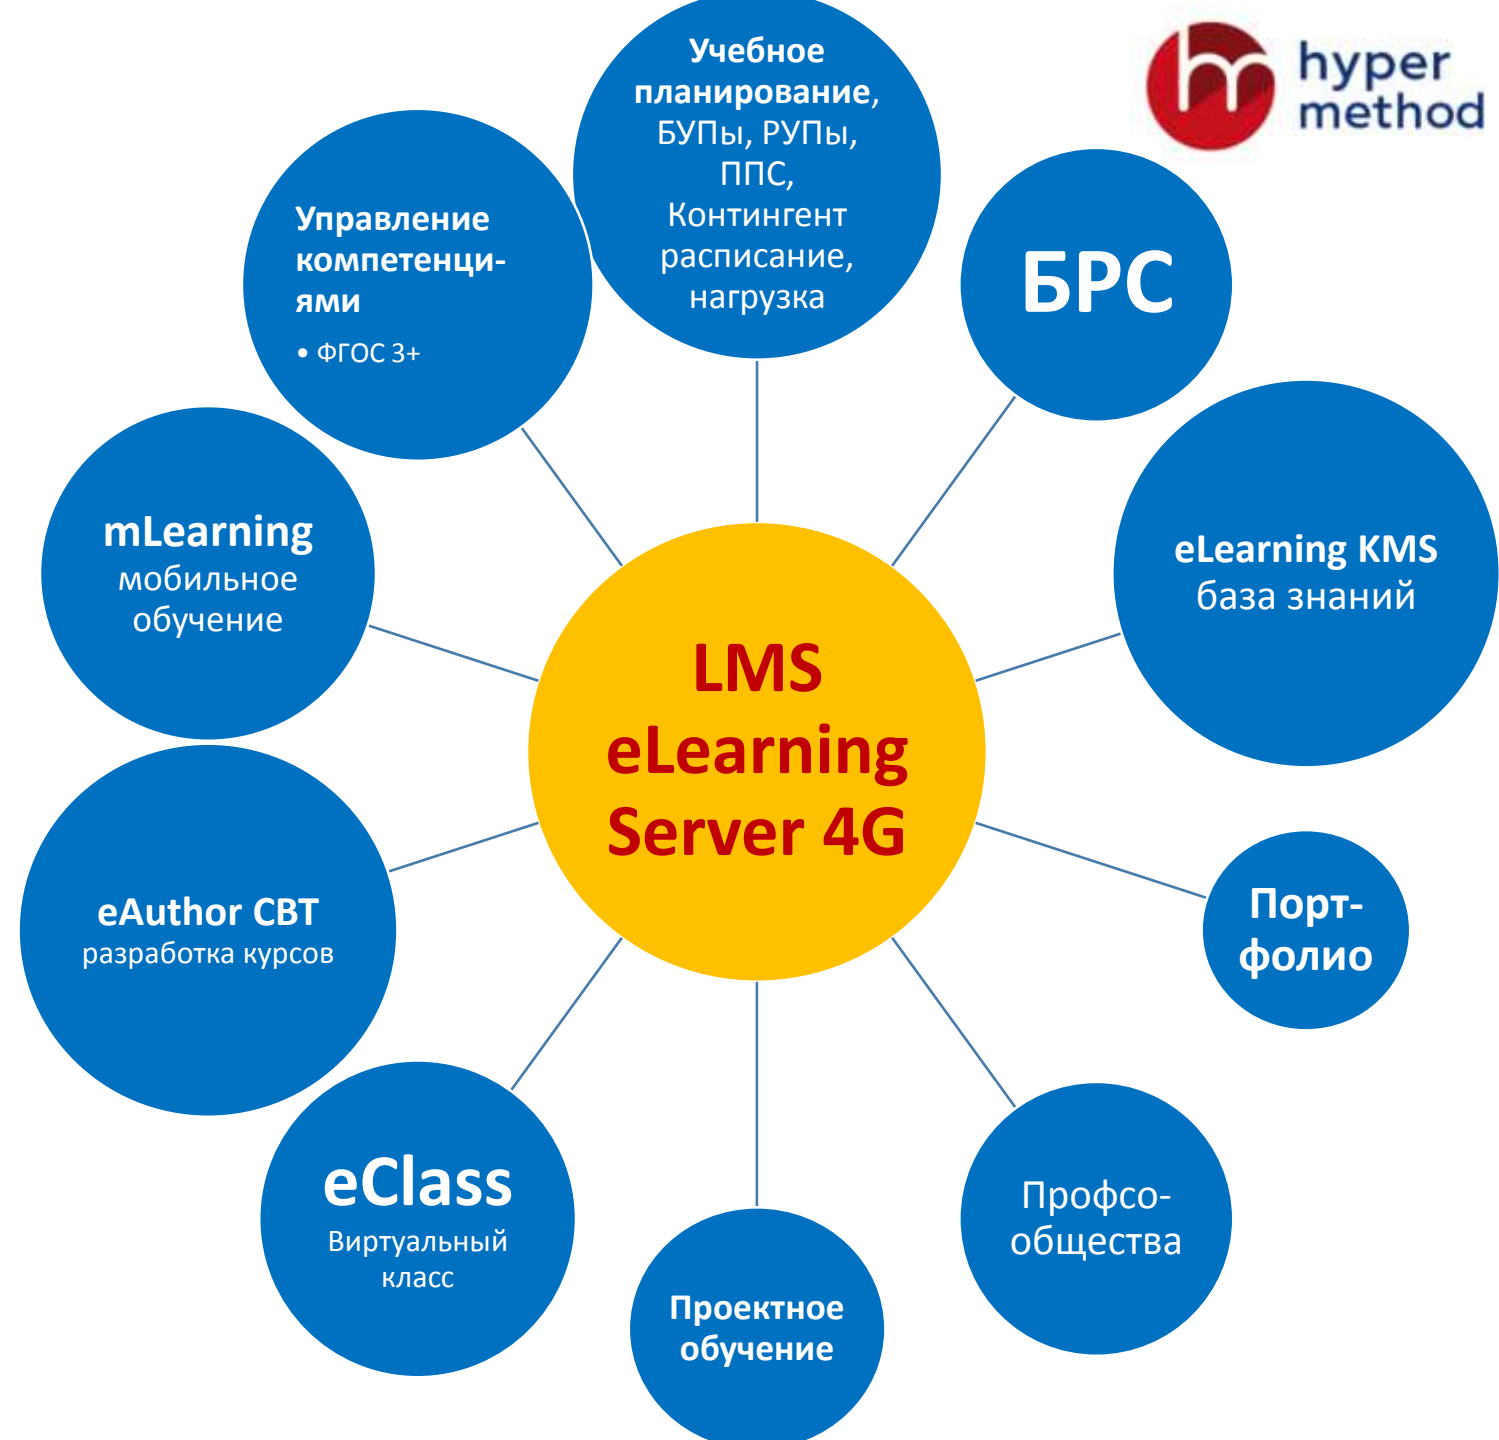 hyper
method
Учебное
планирование,
БУПы, РУПы,
ППС,
Контингент
расписание,
нагрузка
БРС
eLearning KMS
база знаний
Порт-
фолио
Профсо-
общества
Проектное
обучение
eClass
Виртуальный
класс
eAuthor CBT
разработка курсов
mLearning
мобильное
обучение
Управление
компетенци-
ями
• ФГОС 3+
LMS
eLearning
Server 4G